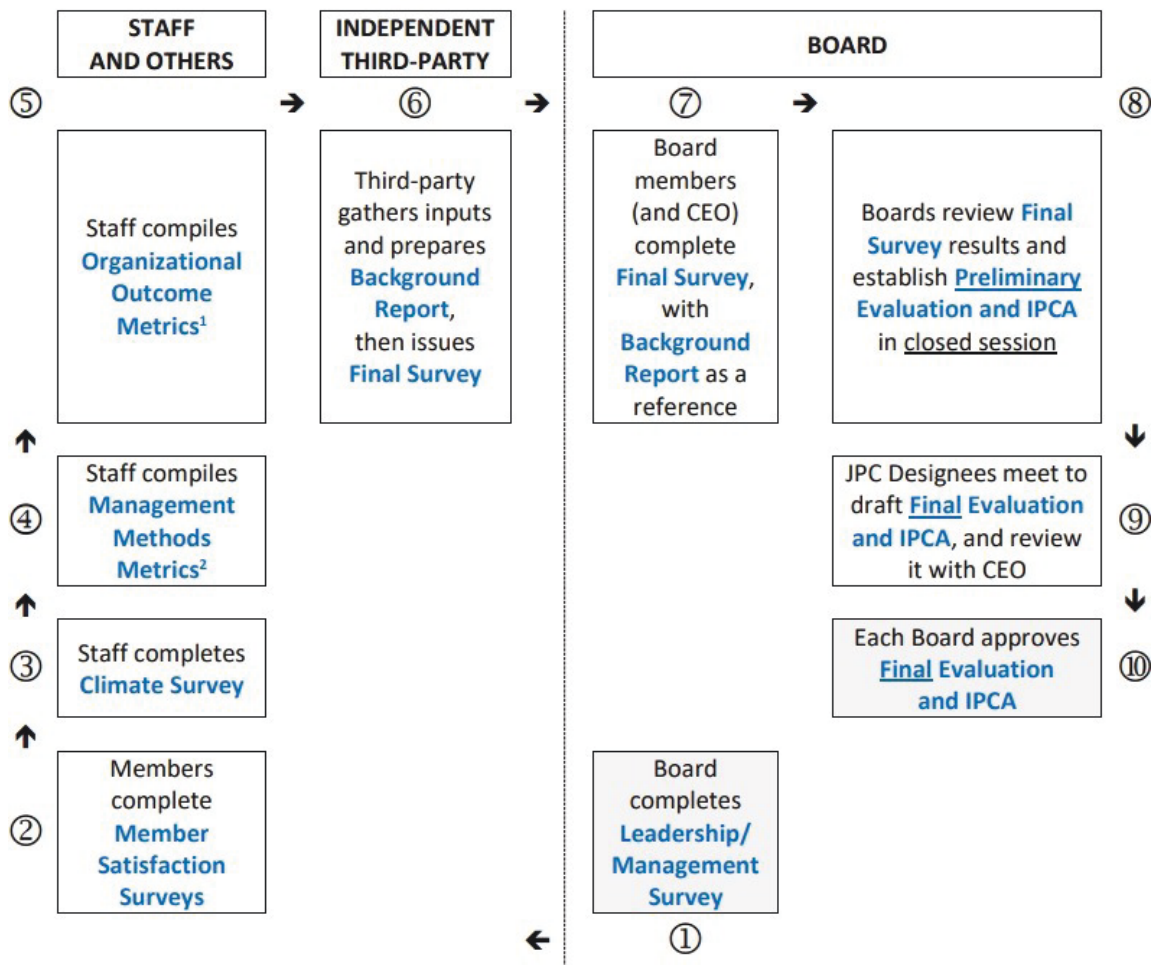 STAFF
AND OTHERS
INDEPENDENT
THIRD-PARTY
BOARD
⑤
⑥
⑦
⑧
Staff compiles
Organizational
Outcome
Metrics¹
Third-party
gathers inputs
and prepares
Background
Report,
then issues
Final Survey
Board
members
(and CEO)
complete
Final Survey,
with
Background
Report as a
reference
Boards review Final
Survey results and
establish Preliminary
Evaluation and IPCA
in closed session
④
Staff compiles
Management
Methods
Metrics²
JPC Designees meet to
draft Final Evaluation
and IPCA, and review
it with CEO
⑨
③
Staff completes
Climate Survey
Each Board approves
Final Evaluation
and IPCA
⑩
②
Members
complete
Member
Satisfaction
Surveys
Board
completes
Leadership/
Management
Survey
①